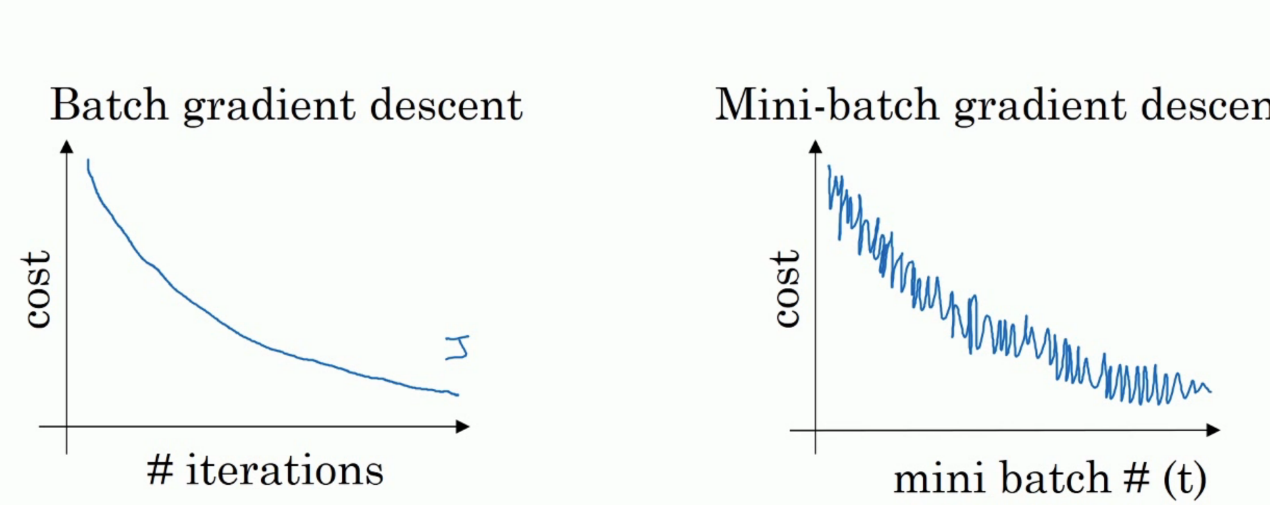 Batch gradient descent
cost
J
# iterations
Mini-batch gradient descen
cost
mini batch # (t)